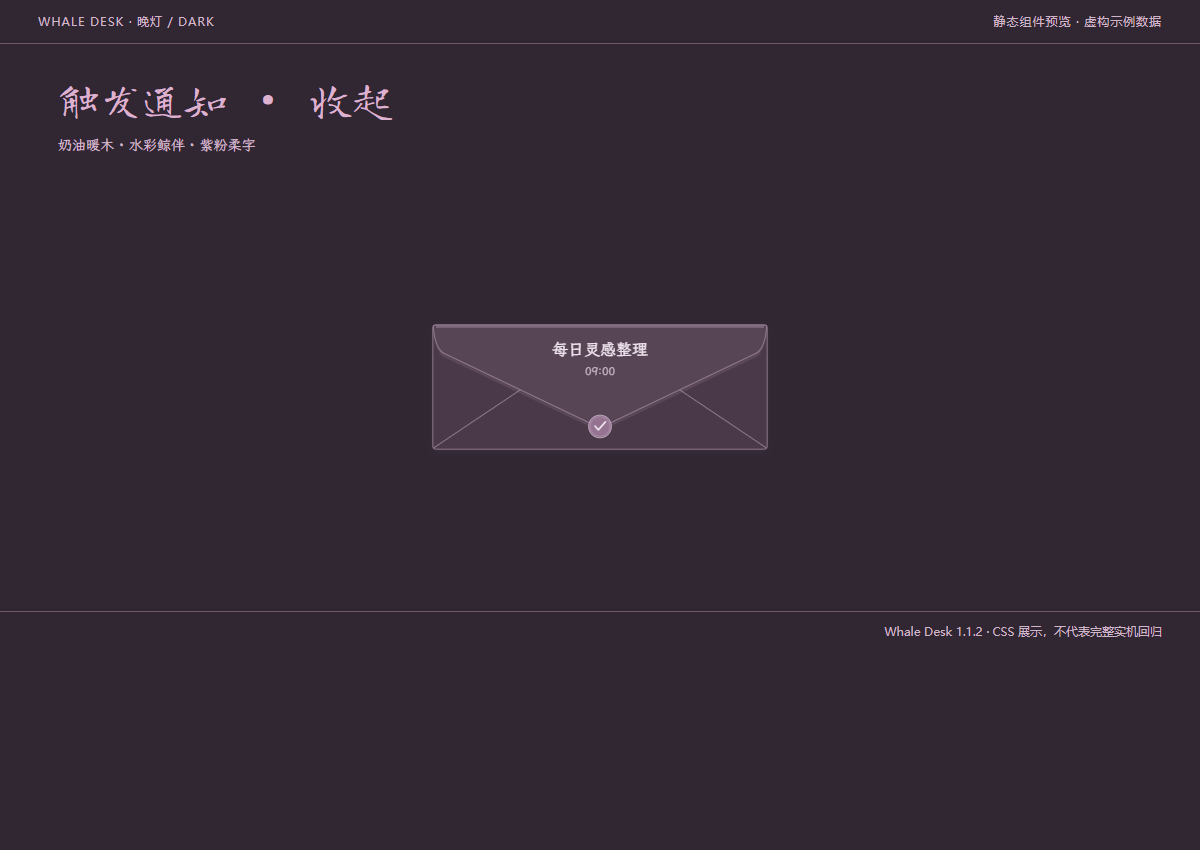 WHALE DESK · 晚灯 / DARK
静态组件预览 · 虚构示例数据
触发通知 · 收起
奶油暖木 · 水彩鲸伴 · 紫粉柔字
每日灵感整理
09:00
Whale Desk 1.1.2 · CSS 展示，不代表完整实机回归